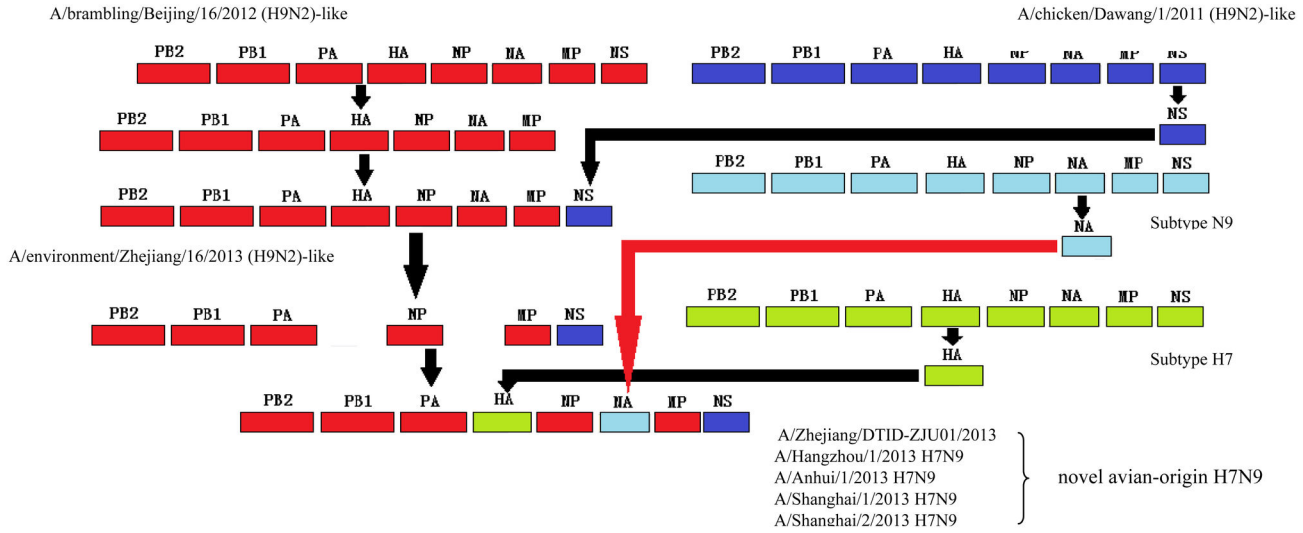 A/brambling/Beijing/16/2012 (H9N2)-like
A/chicken/Dawang/1/2011 (H9N2)-like
PB2 PB1 PA HA NP NA MP NS
PB2 PB1 PA HA NP NA MP NS
PB2 PB1 PA HA NP NA MP
NS
PB2 PB1 PA HA NP NA MP NS
PB2 PB1 PA HA NP NA MP NS
Subtype N9
NA
A/environment/Zhejiang/16/2013 (H9N2)-like
PB2 PB1 PA HA NP NA MP NS
PB2 PB1 PA NP MP NS
HA
Subtype H7
PB2 PB1 PA HA NP NA MP NS
A/Zhejiang/DTID-ZJU01/2013
A/Hangzhou/1/2013 H7N9
A/Anhui/1/2013 H7N9
A/Shanghai/1/2013 H7N9
A/Shanghai/2/2013 H7N9
novel avian-origin H7N9